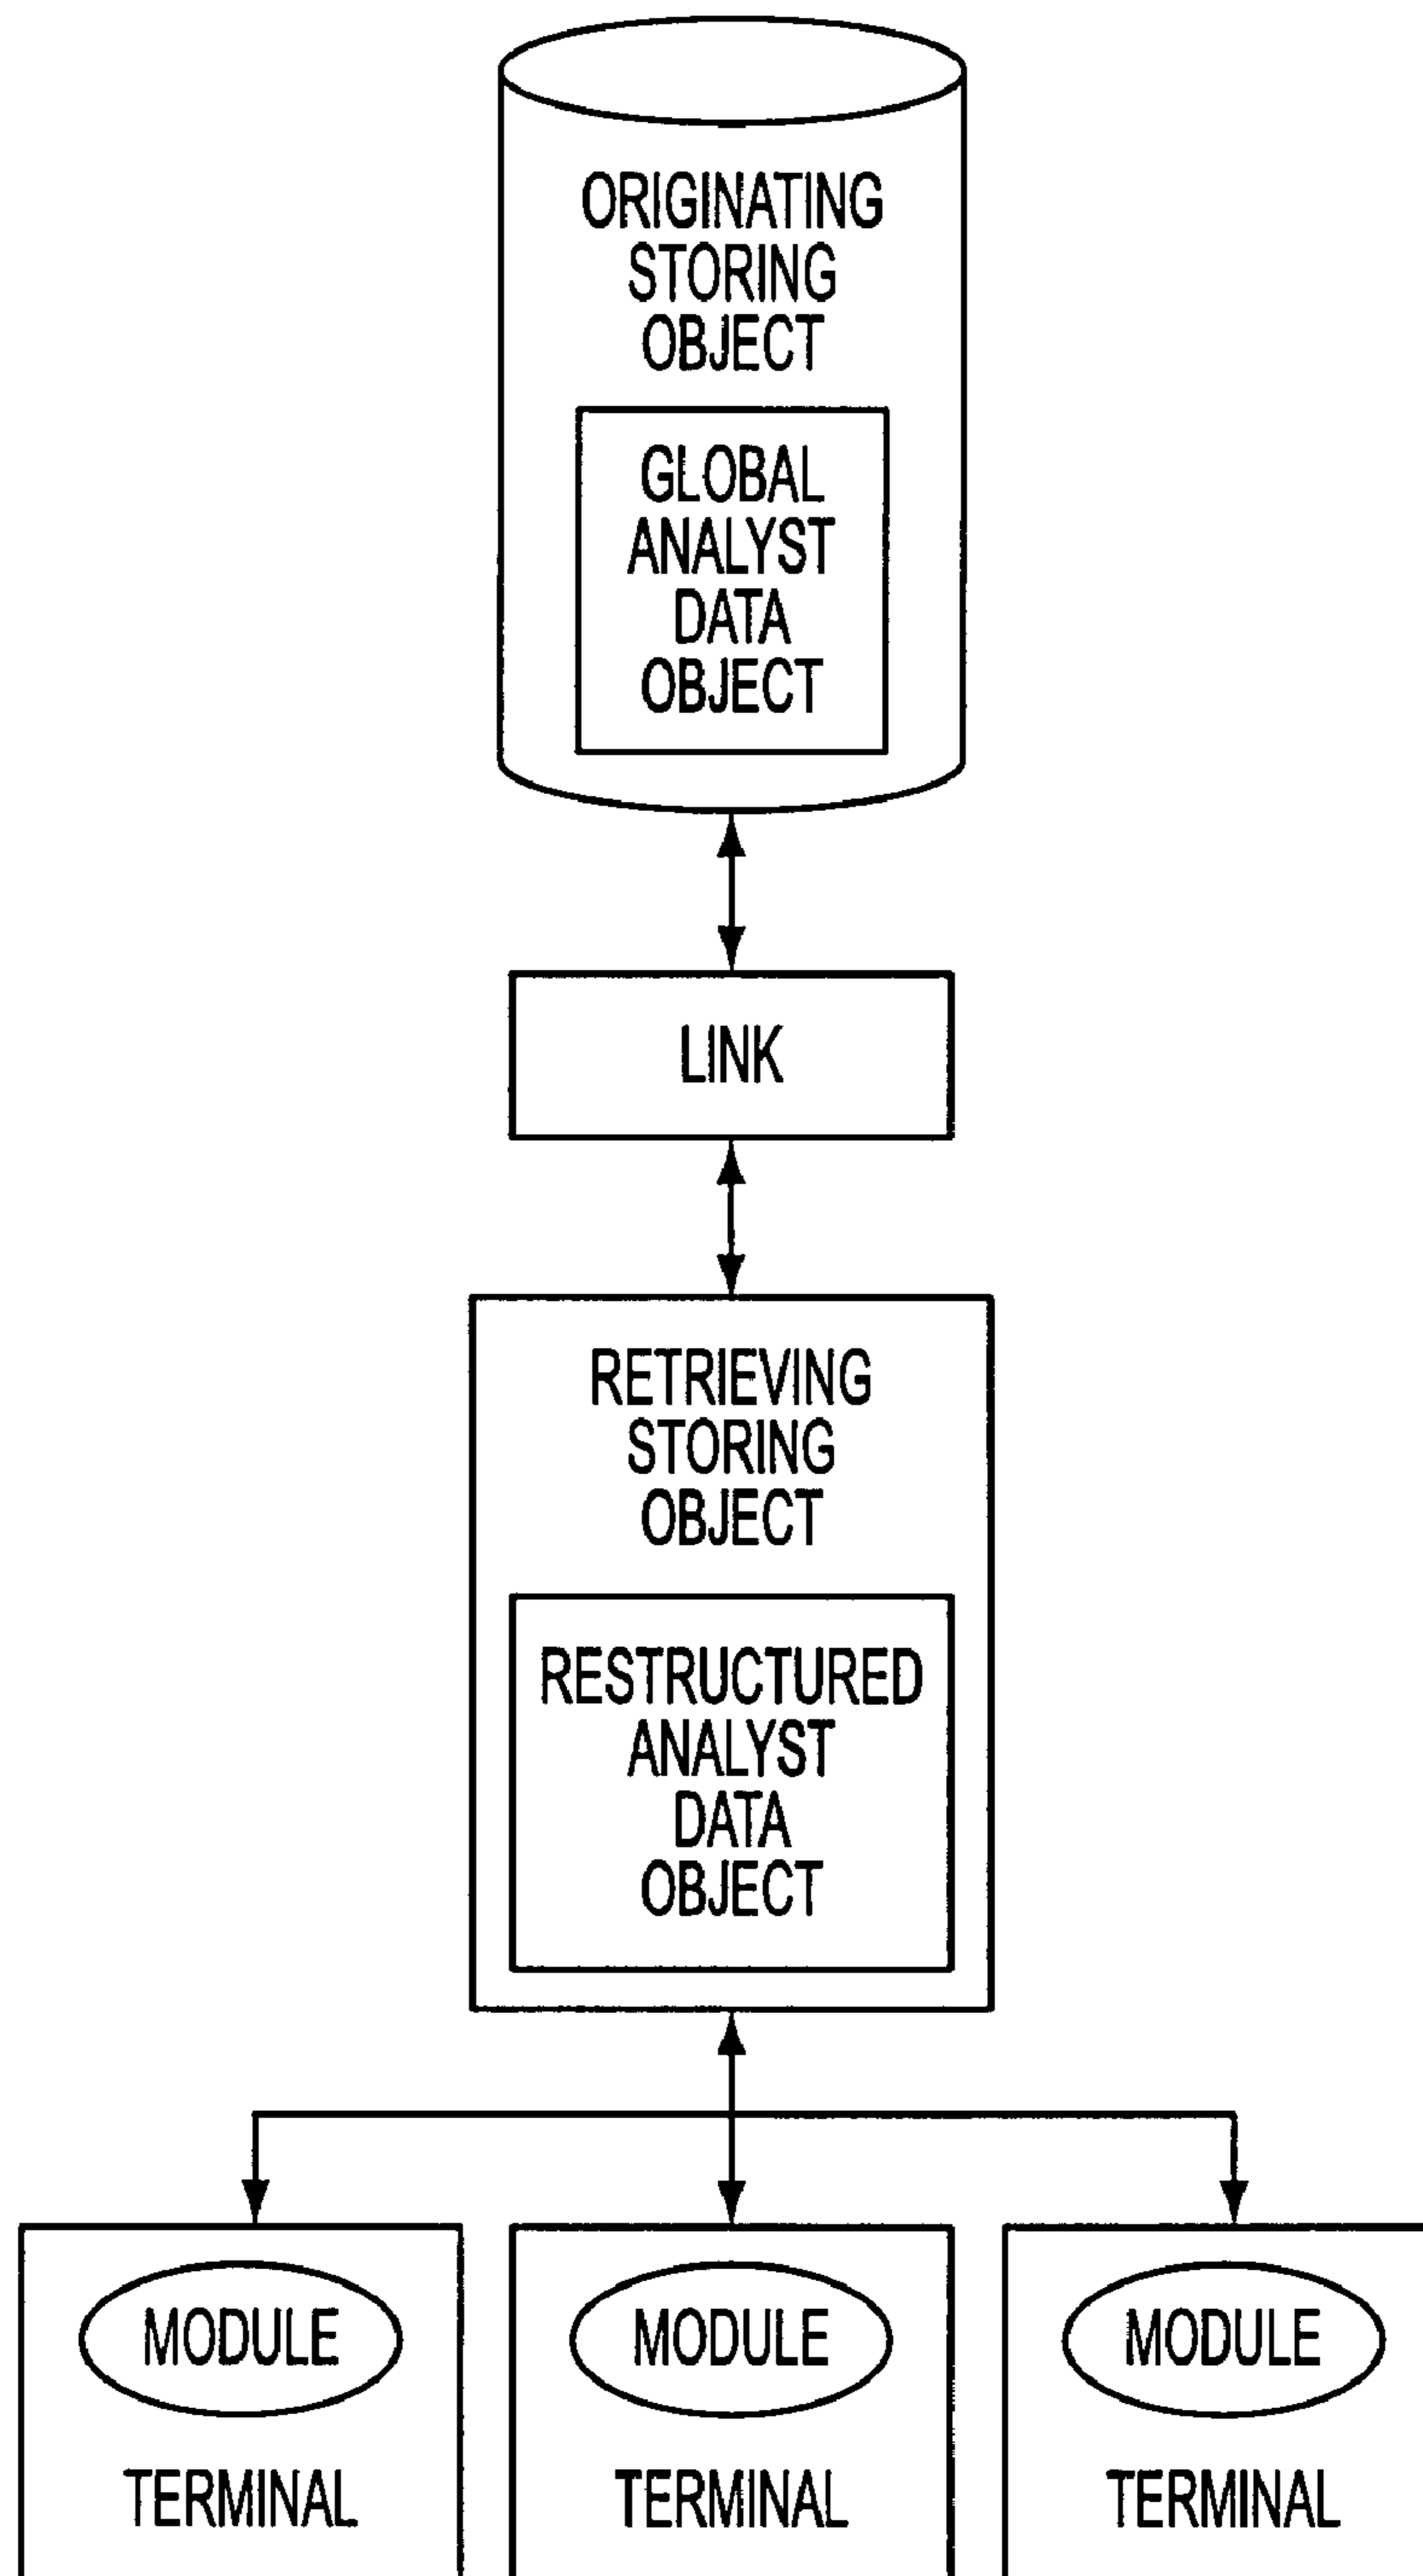 ORIGINATING
STORING
OBJECT
GLOBAL
ANALYST
DATA
OBJECT
LINK
RETRIEVING
STORING
OBJECT
RESTRUCTURED
ANALYST
DATA
OBJECT
MODULE
MODULE
MODULE
TERMINAL
TERMINAL
TERMINAL